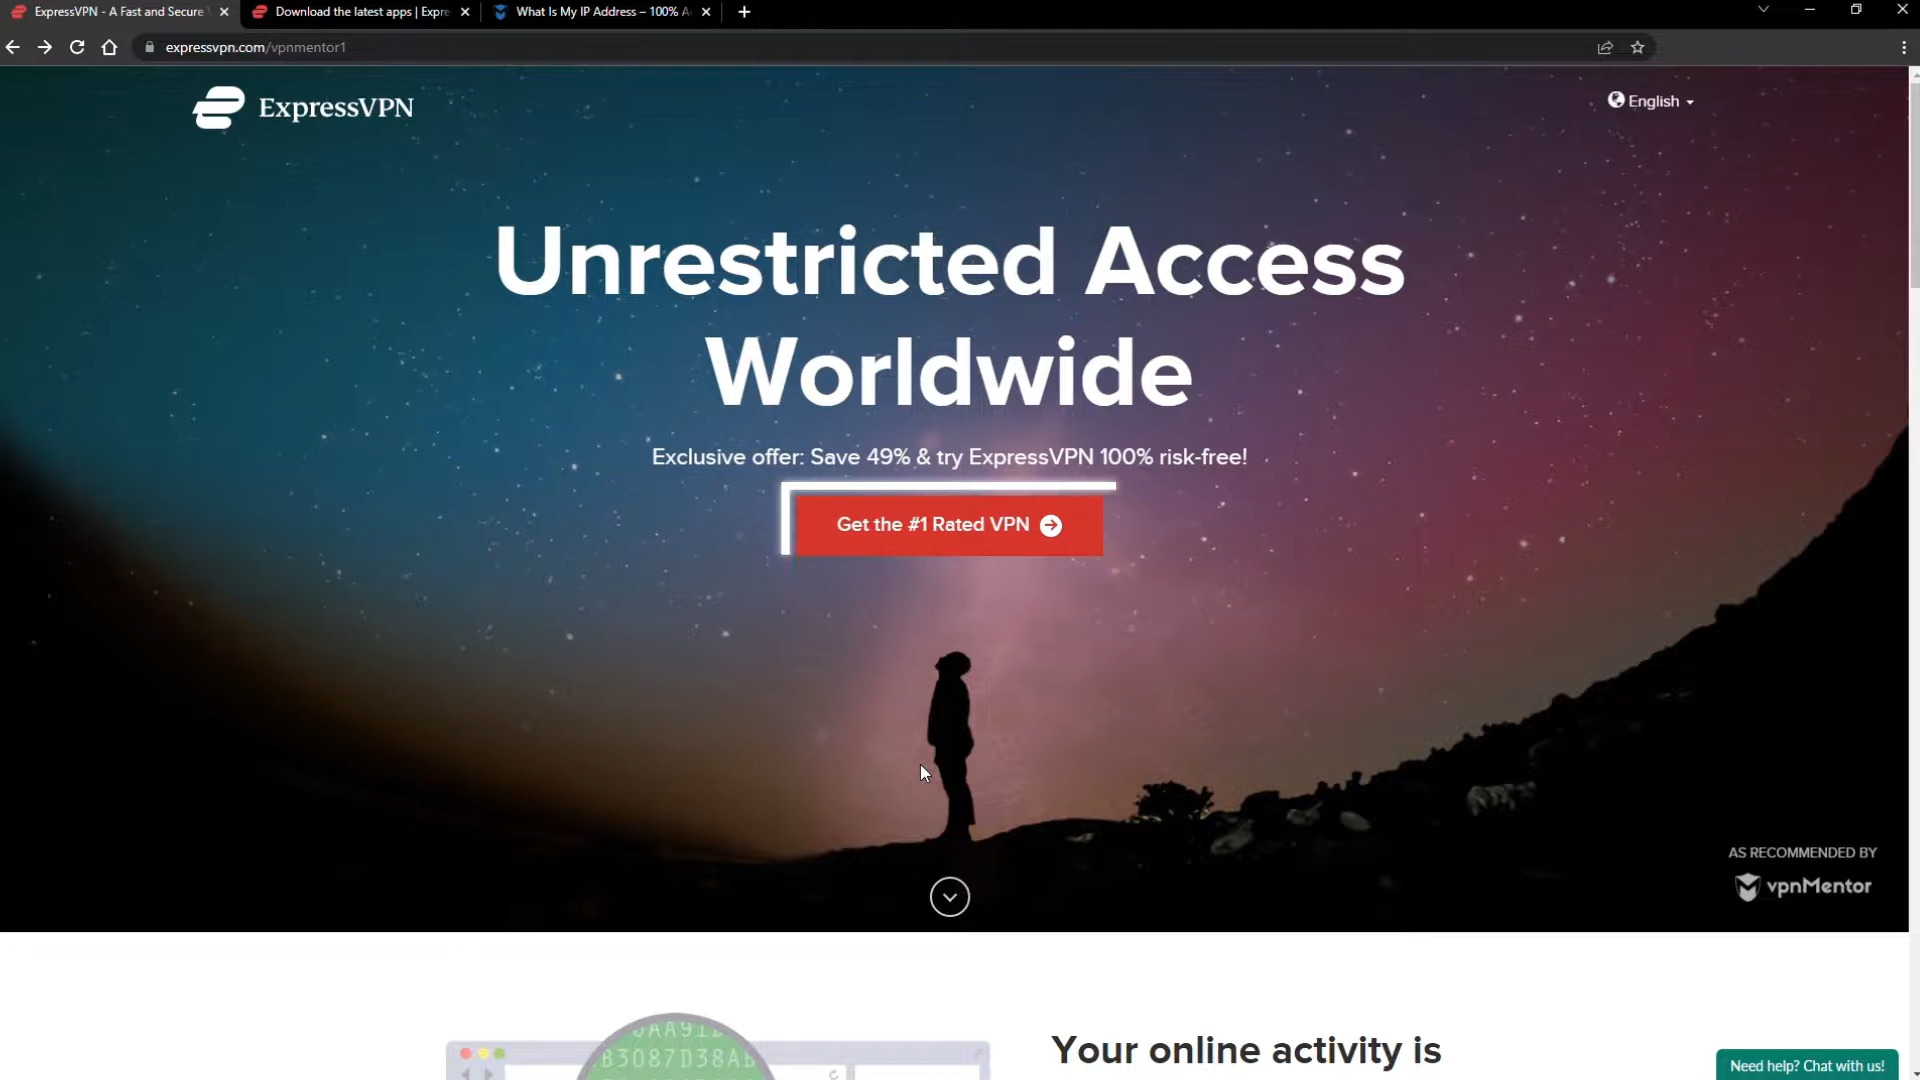 ExpressVPN - A Fast and Secure
Download the latest apps | Expre
What Is My IP Address – 100% A
expressvpn.com/vpnmentor1
ExpressVPN
English
Unrestricted Access
Worldwide
Exclusive offer: Save 49% & try ExpressVPN 100% risk-free!
Get the #1 Rated VPN
AS RECOMMENDED BY
vpnMentor
B3087D38AB
Your online activity is
Need help? Chat with us!